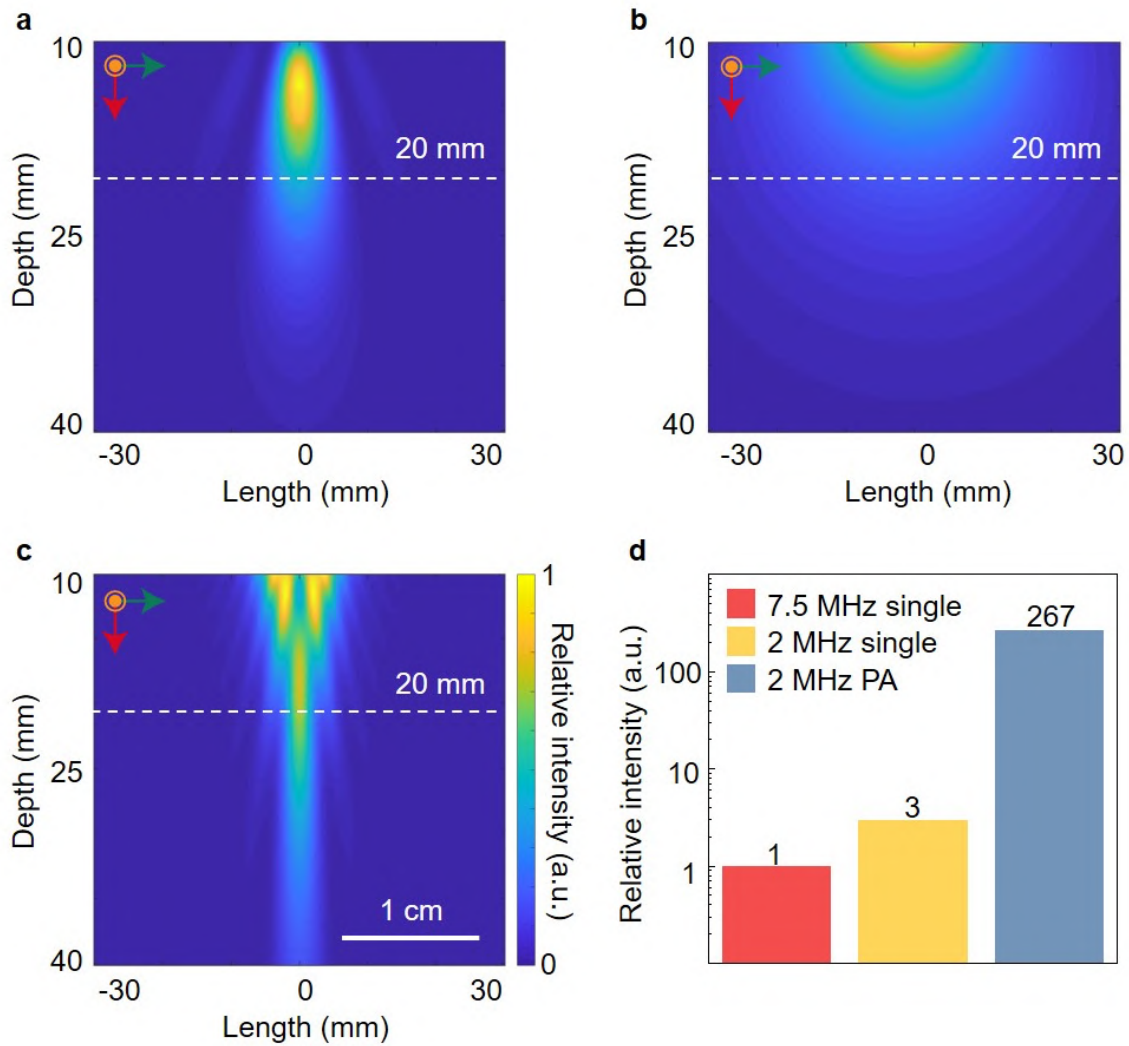 a
10
20 mm
25
40
Depth (mm)
-30 0 30
Length (mm)
b
10
20 mm
25
40
Depth (mm)
-30 0 30
Length (mm)
c
10
20 mm
25
40
Depth (mm)
1 cm
-30 0 30
Length (mm)
1
0
Relative intensity (a.u.)
d
7.5 MHz single
2 MHz single
2 MHz PA
267
3
1
100
10
1
Relative intensity (a.u.)